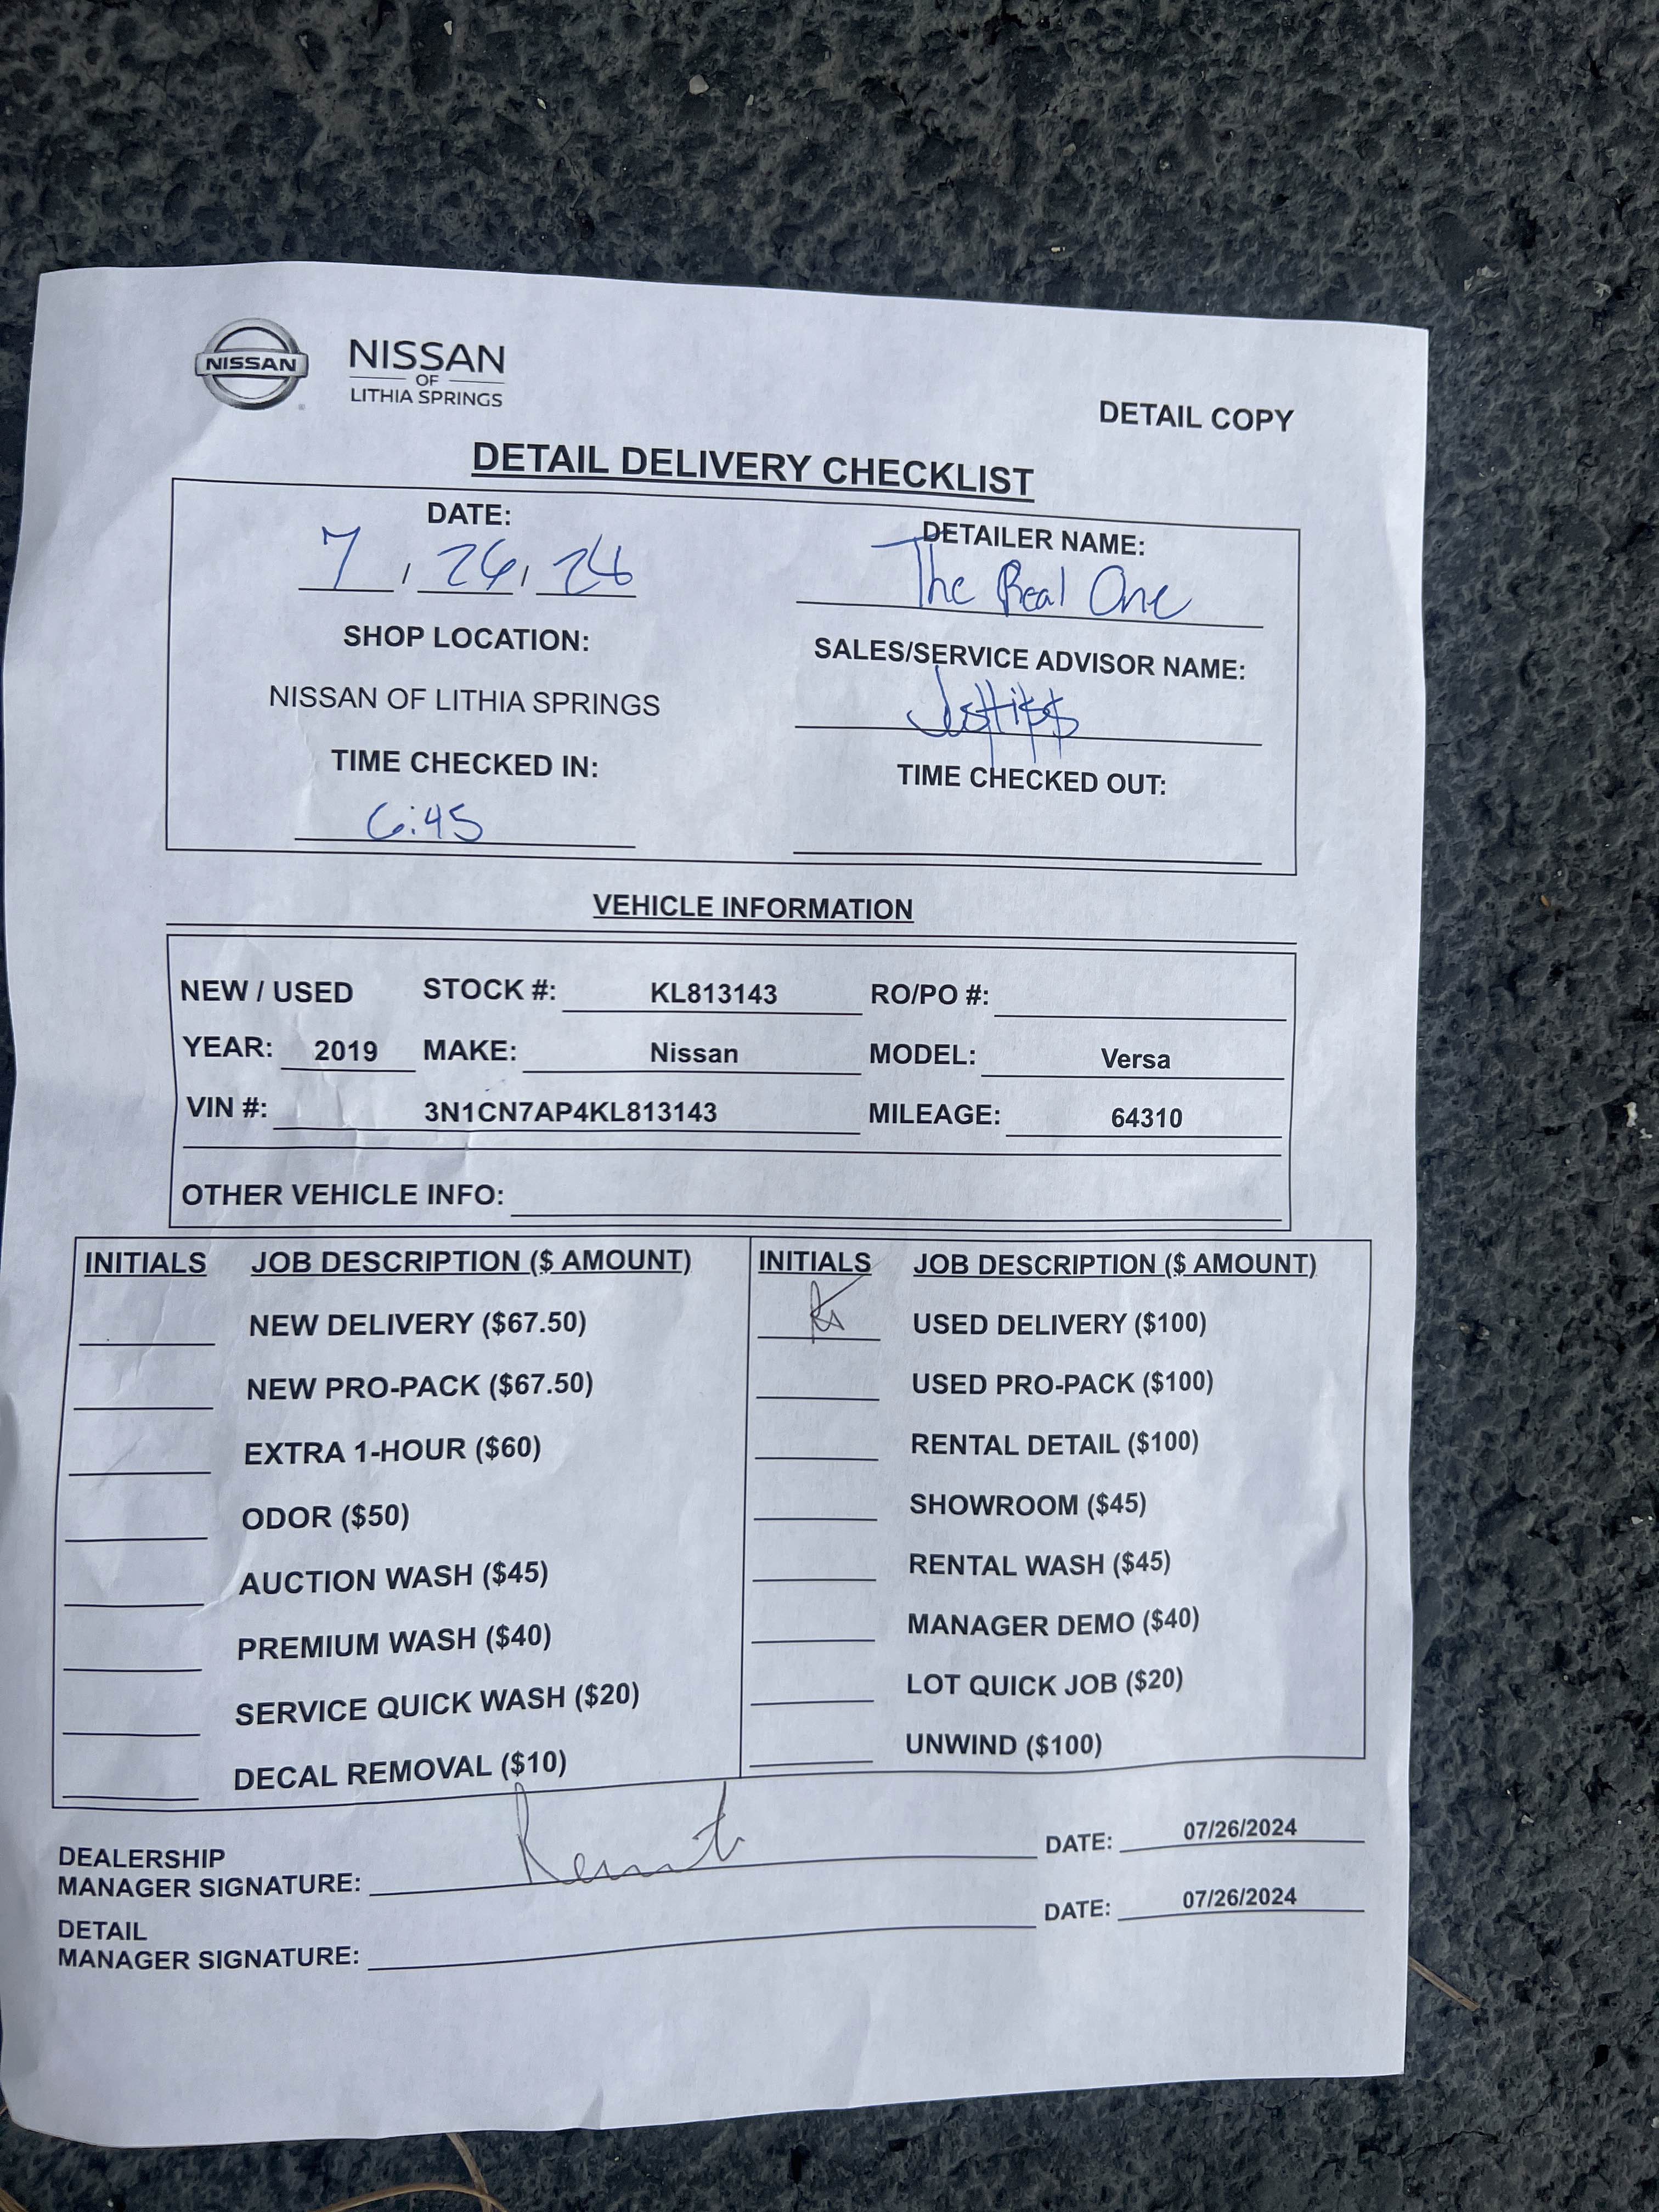 NISSAN
NISSAN
OF
LITHIA SPRINGS
DETAIL COPY
DETAIL DELIVERY CHECKLIST
DATE:
7 / 26 / 24
DETAILER NAME:
The Real One
SHOP LOCATION:
NISSAN OF LITHIA SPRINGS
SALES/SERVICE ADVISOR NAME:
TIME CHECKED IN:
6:45
TIME CHECKED OUT:
VEHICLE INFORMATION
NEW / USED STOCK #: KL813143 RO/PO #:
YEAR: 2019 MAKE: Nissan MODEL: Versa
VIN #: 3N1CN7AP4KL813143 MILEAGE: 64310
OTHER VEHICLE INFO:
INITIALS JOB DESCRIPTION ($ AMOUNT)
NEW DELIVERY ($67.50)
NEW PRO-PACK ($67.50)
EXTRA 1-HOUR ($60)
ODOR ($50)
AUCTION WASH ($45)
PREMIUM WASH ($40)
SERVICE QUICK WASH ($20)
DECAL REMOVAL ($10)
INITIALS JOB DESCRIPTION ($ AMOUNT)
USED DELIVERY ($100)
USED PRO-PACK ($100)
RENTAL DETAIL ($100)
SHOWROOM ($45)
RENTAL WASH ($45)
MANAGER DEMO ($40)
LOT QUICK JOB ($20)
UNWIND ($100)
DEALERSHIP
MANAGER SIGNATURE: DATE: 07/26/2024
DETAIL
MANAGER SIGNATURE: DATE: 07/26/2024